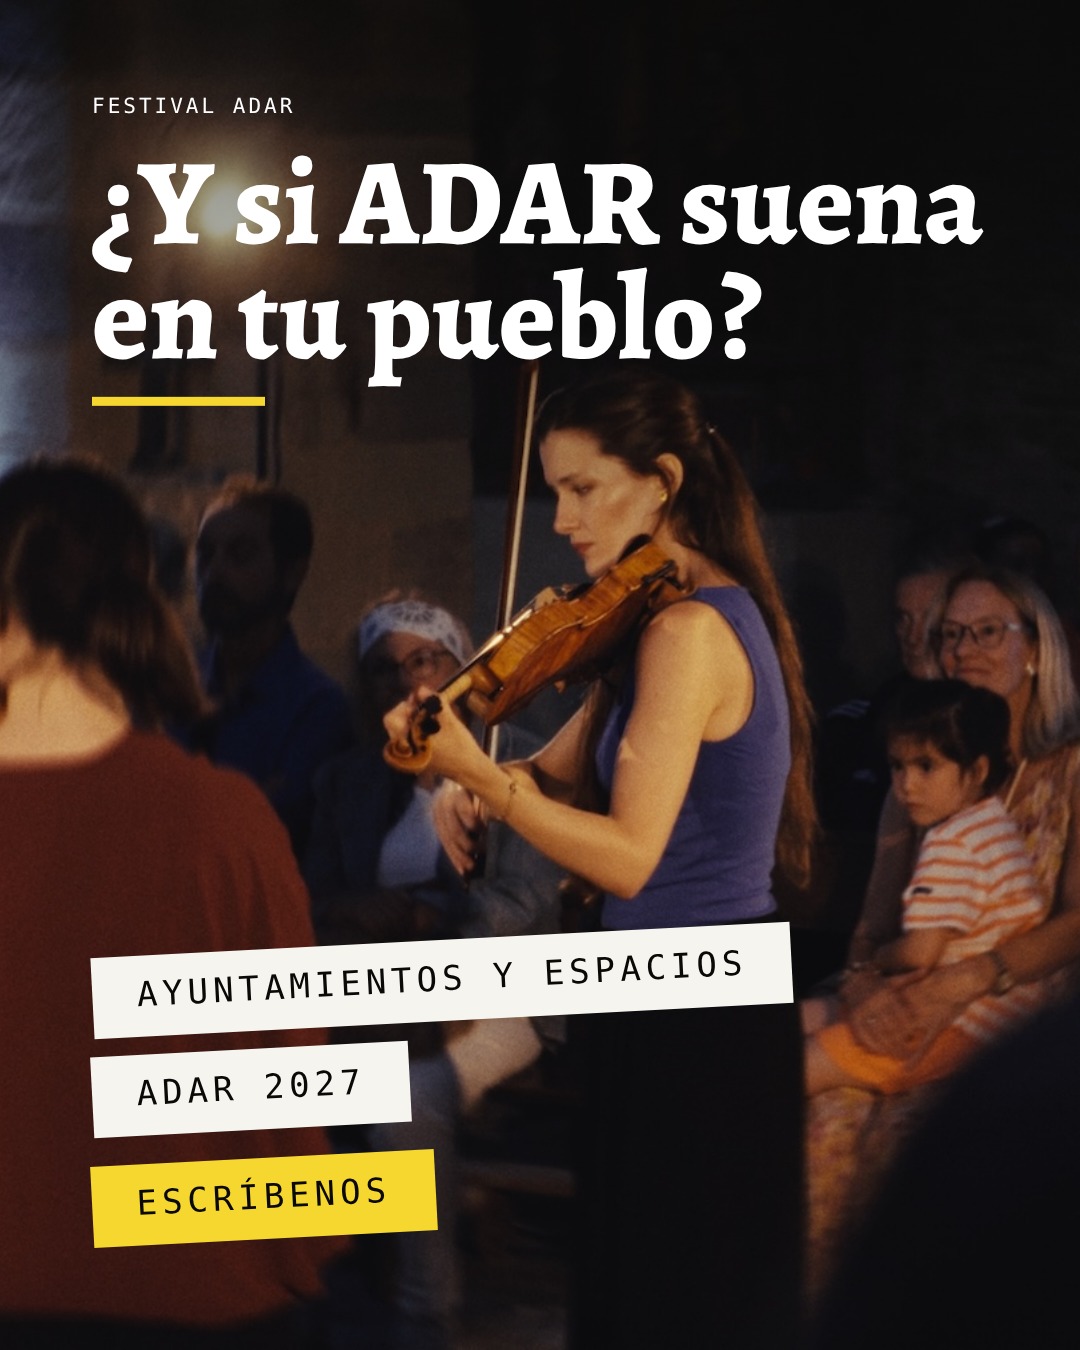 FESTIVAL ADAR
¿Y si ADAR suena
en tu pueblo?
AYUNTAMIENTOS Y ESPACIOS
ADAR 2027
ESCRÍBENOS